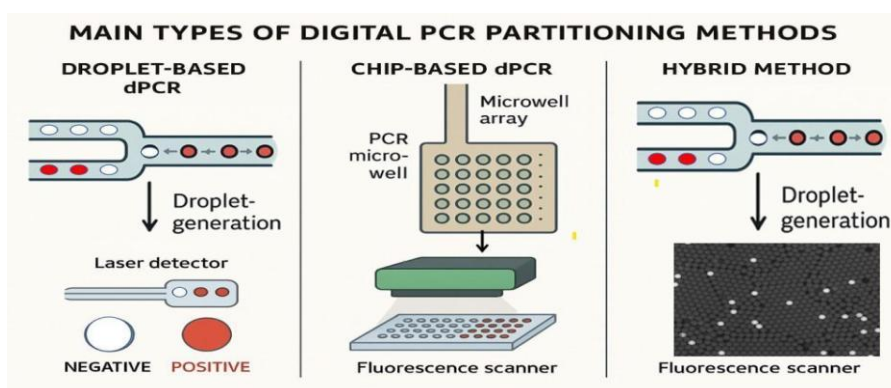 MAIN TYPES OF DIGITAL PCR PARTITIONING METHODS
DROPLET-BASED
dPCR
Droplet-
generation
Laser detector
NEGATIVE POSITIVE
CHIP-BASED dPCR
Microwell
array
PCR
micro-
well
Fluorescence scanner
HYBRID METHOD
Droplet-
generation
Fluorescence scanner